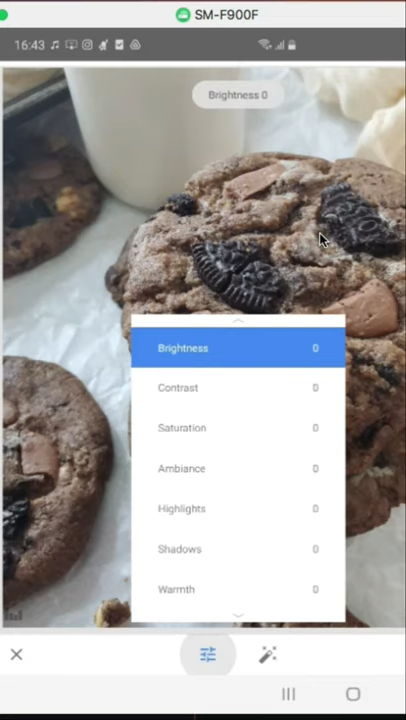 SM-F900F
16:43
Brightness 0
Brightness 0
Contrast 0
Saturation 0
Ambiance 0
Highlights 0
Shadows 0
Warmth 0